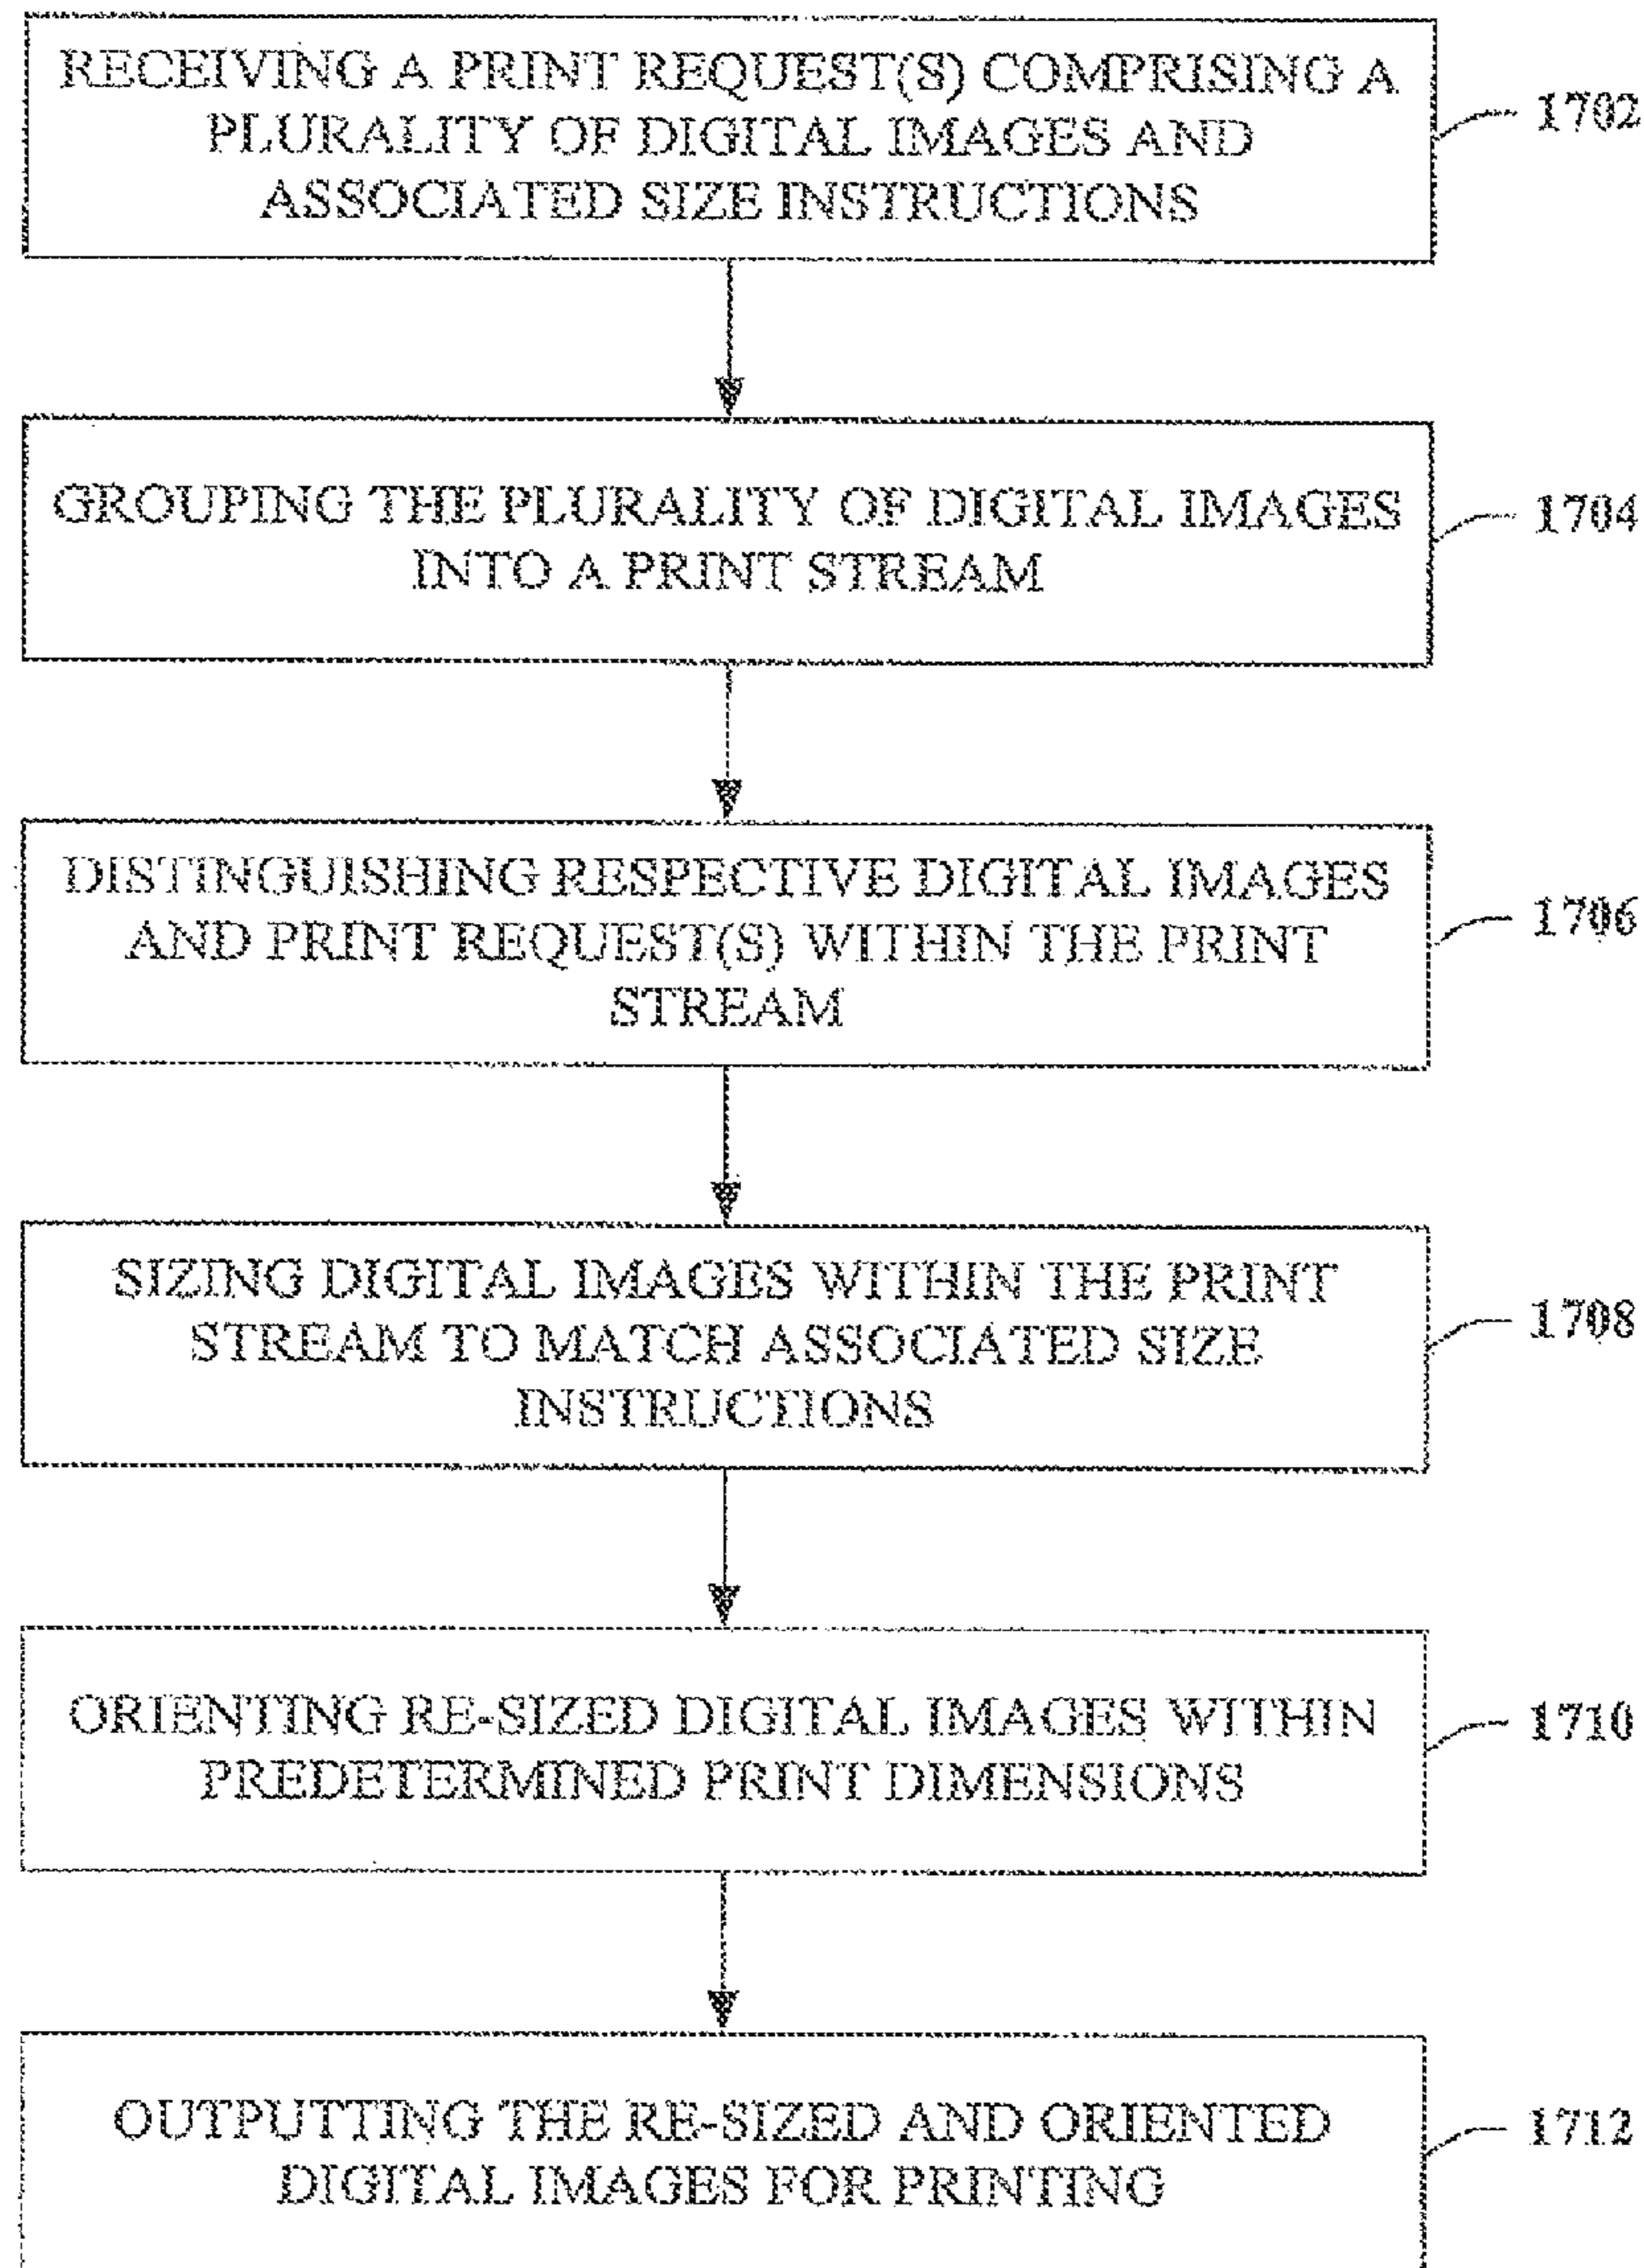 RECEIVING A PRINT REQUEST(S) COMPRISING A
PLURALITY OF DIGITAL IMAGES AND
ASSOCIATED SIZE INSTRUCTIONS
1702
GROUPING THE PLURALITY OF DIGITAL IMAGES
INTO A PRINT STREAM
1704
DISTINGUISHING RESPECTIVE DIGITAL IMAGES
AND PRINT REQUEST(S) WITHIN THE PRINT
STREAM
1706
SIZING DIGITAL IMAGES WITHIN THE PRINT
STREAM TO MATCH ASSOCIATED SIZE
INSTRUCTIONS
1708
ORIENTING RE-SIZED DIGITAL IMAGES WITHIN
PREDETERMINED PRINT DIMENSIONS
1710
OUTPUTTING THE RE-SIZED AND ORIENTED
DIGITAL IMAGES FOR PRINTING
1712